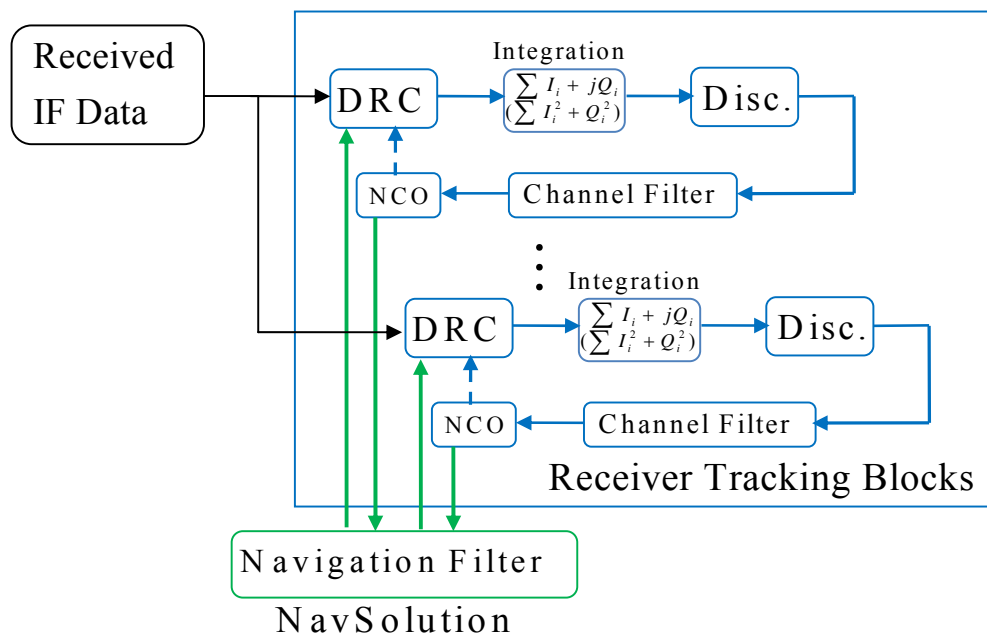 Received
IF Data
DRC
Integration
∑ I_i + jQ_i
(∑ I_i^2 + Q_i^2)
Disc.
NCO
Channel Filter
⋮
DRC
Integration
∑ I_i + jQ_i
(∑ I_i^2 + Q_i^2)
Disc.
NCO
Channel Filter
Receiver Tracking Blocks
Navigation Filter
NavSolution